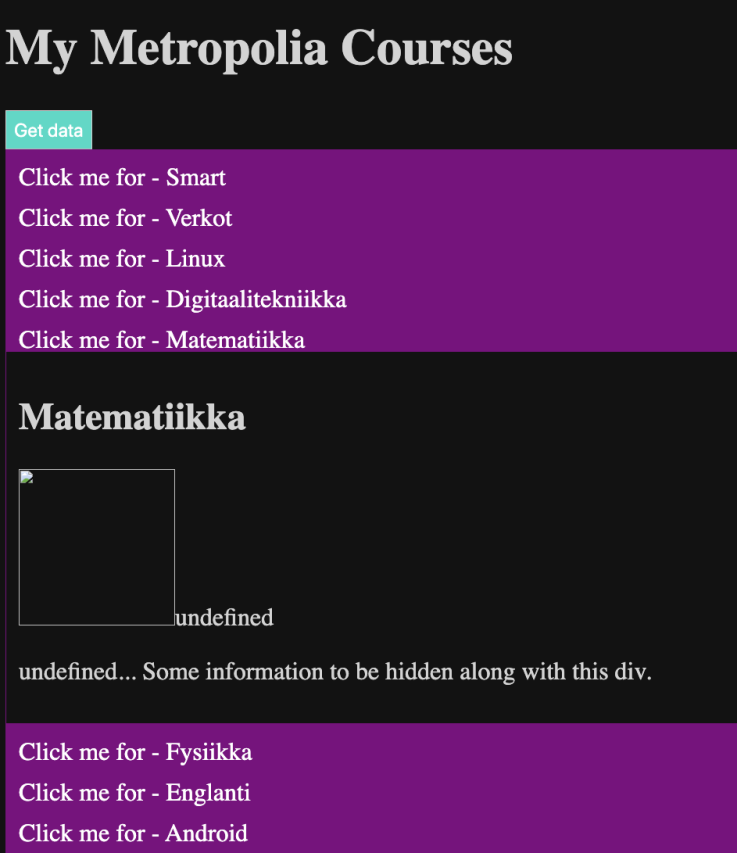 My Metropolia Courses
Get data
Click me for - Smart
Click me for - Verkot
Click me for - Linux
Click me for - Digitaalitekniikka
Click me for - Matematiikka
Matematiikka
undefined
undefined... Some information to be hidden along with this div.
Click me for - Fysiikka
Click me for - Englanti
Click me for - Android